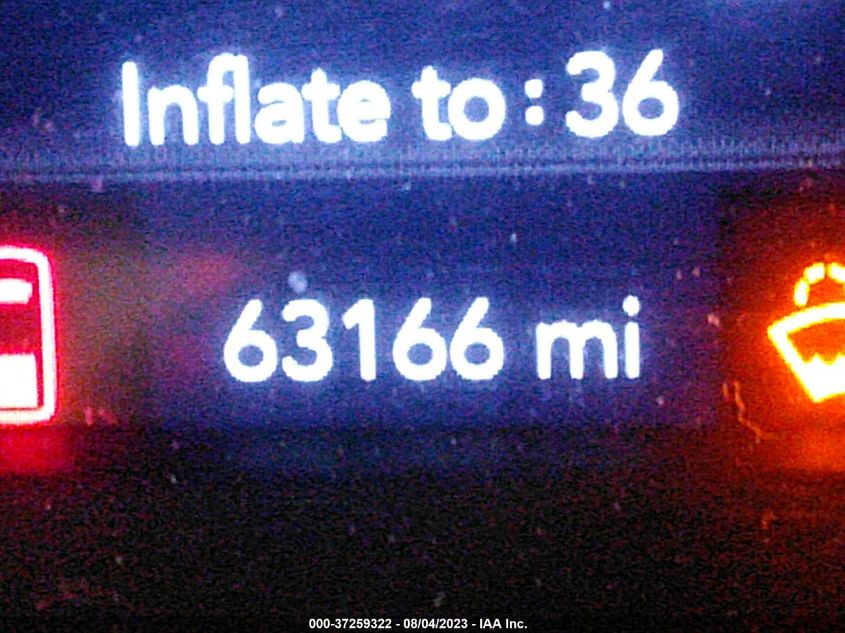 Inflate to : 36
63166 mi
000-37259322 - 08/04/2023 - IAA Inc.